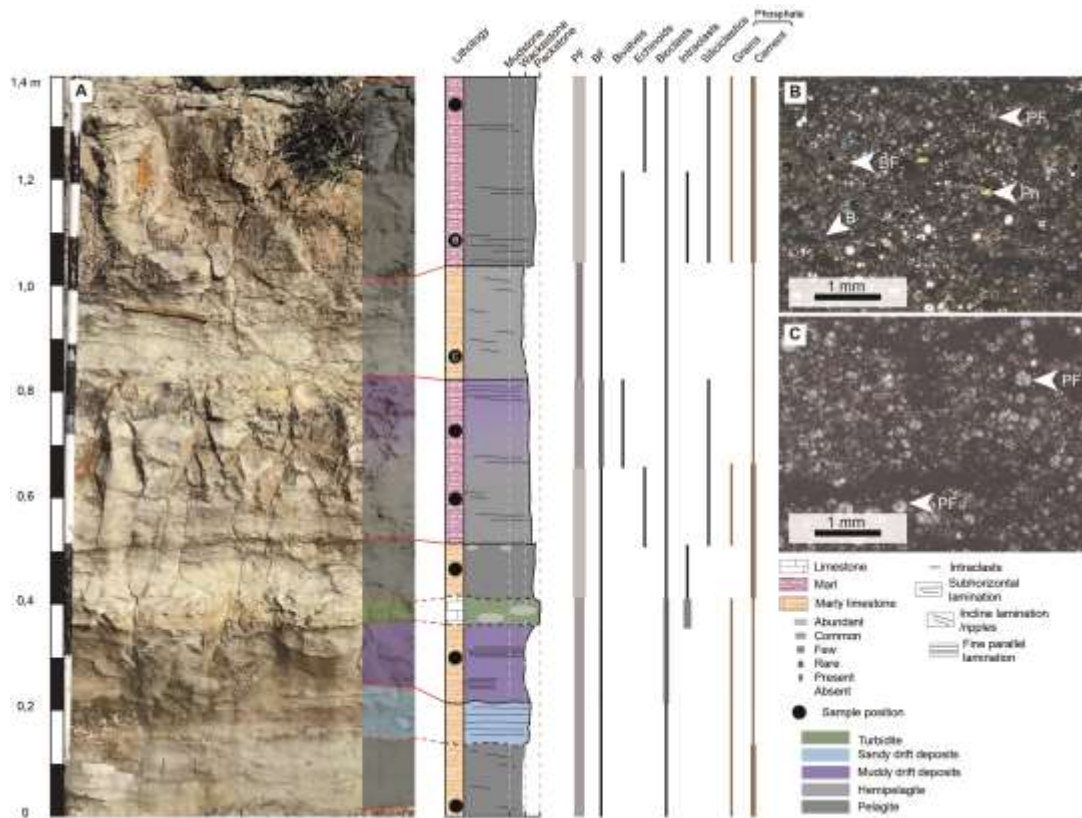 Phosphate
Lithology
Mudstone
Wackestone
Packstone
PF
BF
Bivalves
Echinoids
Bioclasts
Intraclasts
Siliciclastics
Grains
Cement
1,4 m
1,2
1,0
0,8
0,6
0,4
0,2
0
A
B
C
B
PF
BF
Ph
B
1 mm
C
PF
PF
1 mm
Limestone
Marl
Marly limestone
Abundant
Common
Few
Rare
Present
Absent
Sample position
Intraclasts
Subhorizontal
lamination
Incline lamination
/ripples
Fine parallel
lamination
Turbidite
Sandy drift deposits
Muddy drift deposits
Hemipelagite
Pelagite